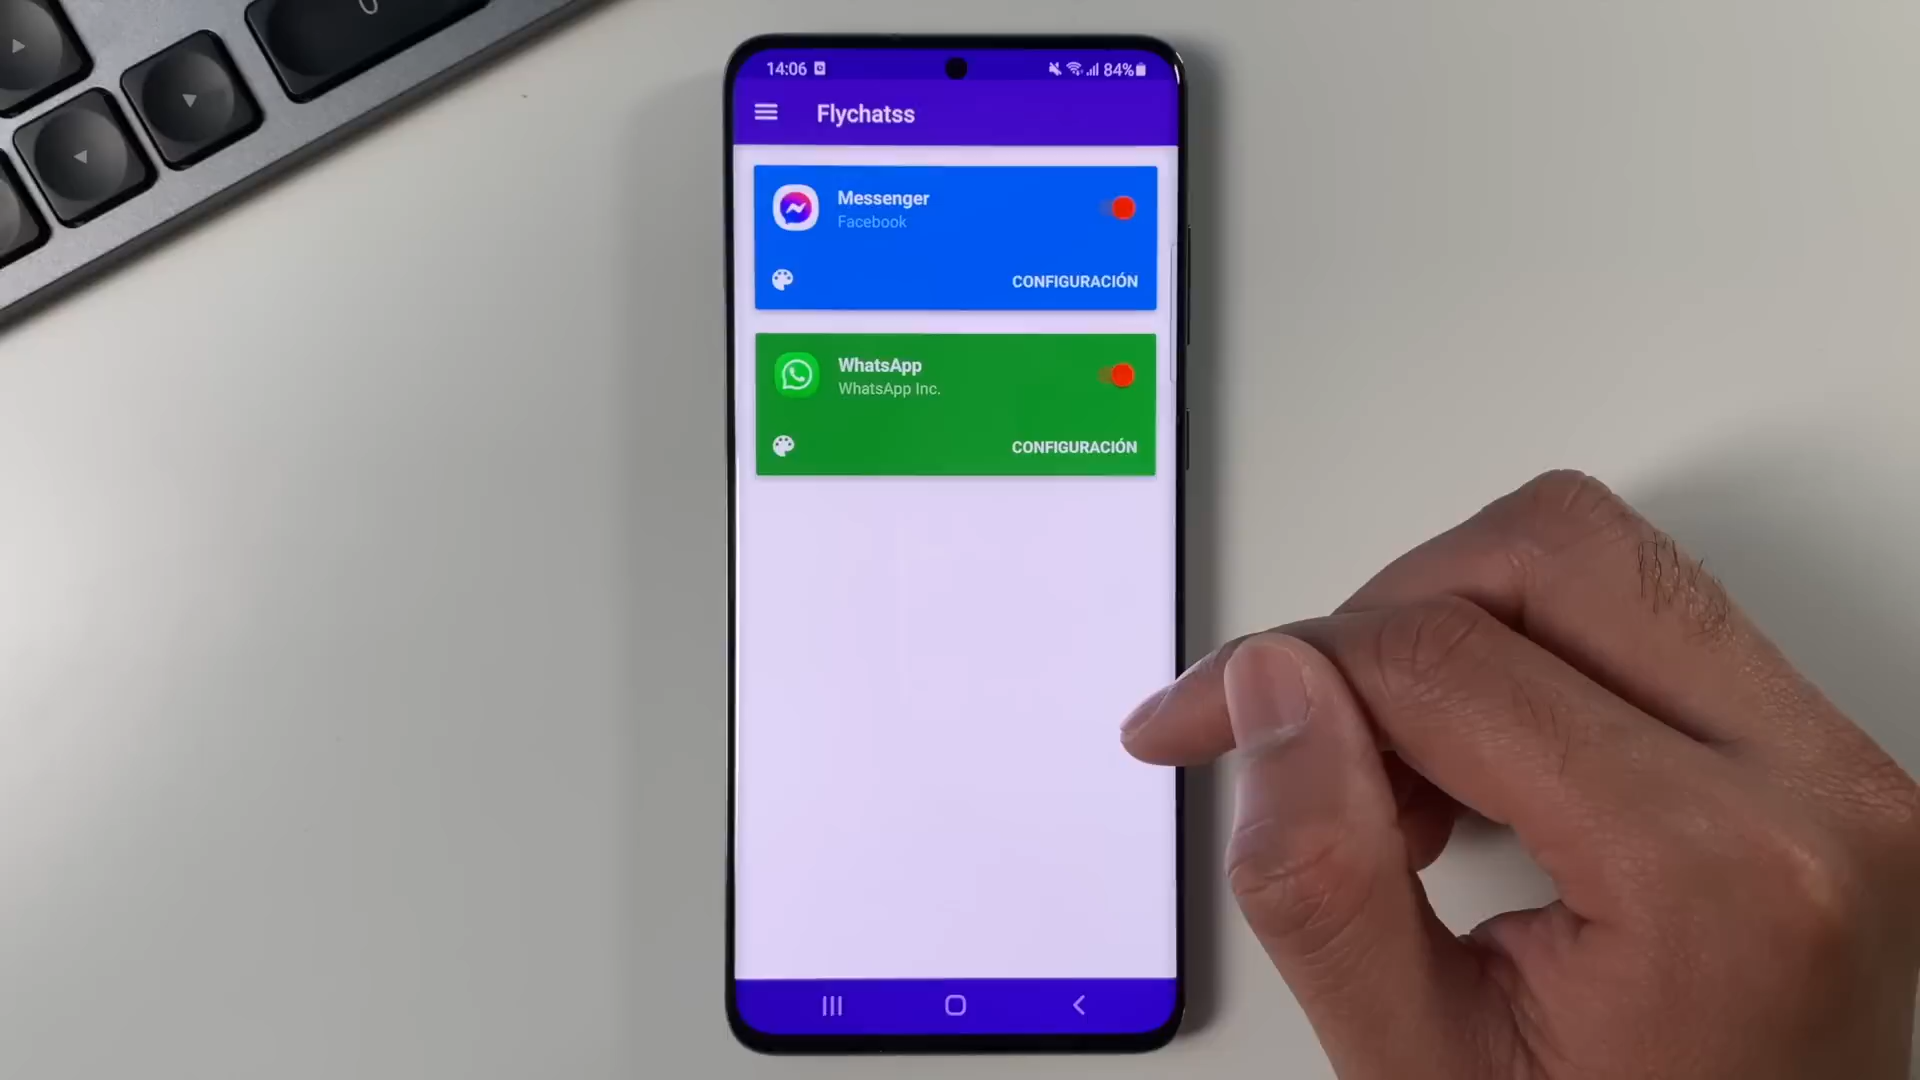 14:06
84%
Flychatss
Messenger
Facebook
CONFIGURACIÓN
WhatsApp
WhatsApp Inc.
CONFIGURACIÓN